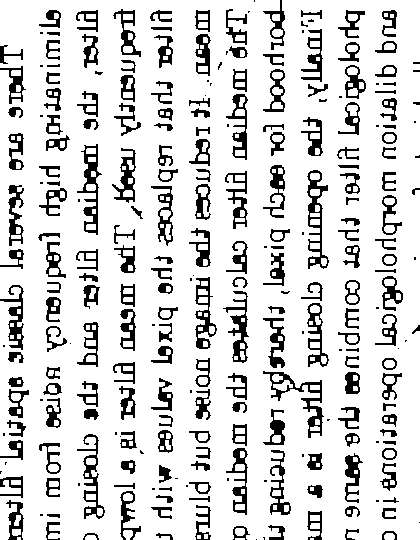 There are several classic spatial filters
eliminating high frequency noise from im
filter, the median filter and the closing o
frequently used. The mean filter is a lowp
filter that replaces the pixel values with t
mean. It reduces the image noise but blurs
The median filter calculates the median o
borhood for each pixel, thereby reducing t
Finally, the opening closing filter is a ma
phological filter that combines the same n
and dilation morphological operations in o